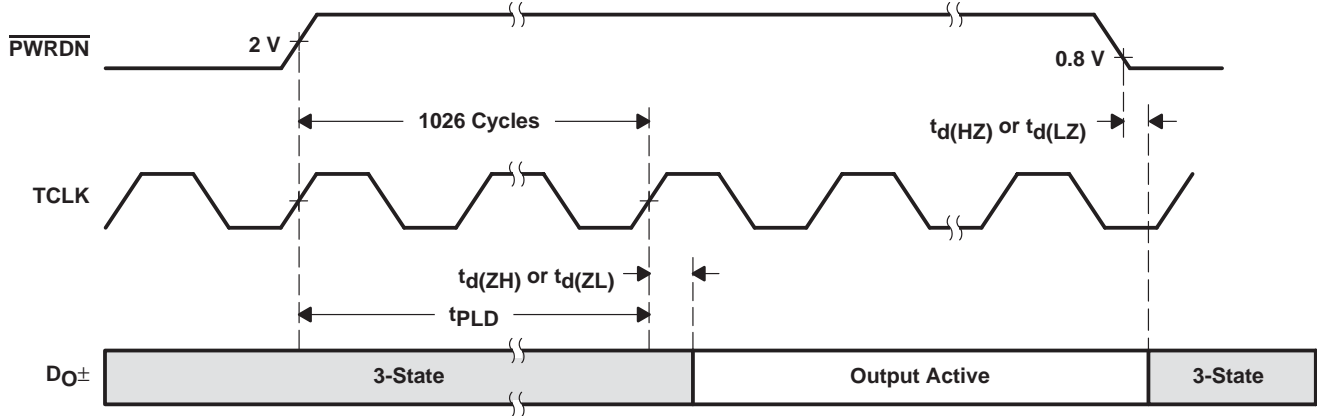 PWRDN
2 V
0.8 V
1026 Cycles
td(HZ) or td(LZ)
TCLK
td(ZH) or td(ZL)
tPLD
DO±
3-State
Output Active
3-State